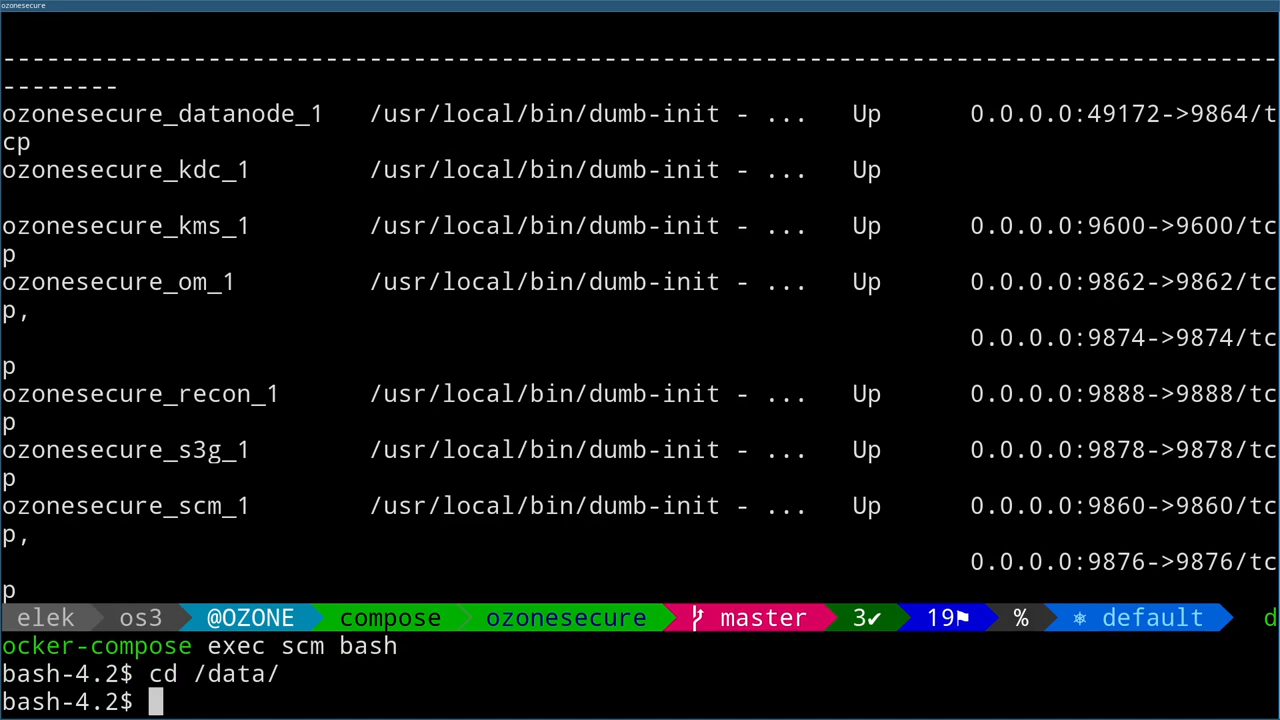 ozonesecure
----------------------------------------------------------------------------------------
--------
ozonesecure_datanode_1   /usr/local/bin/dumb-init - ...   Up      0.0.0.0:49172->9864/t
cp
ozonesecure_kdc_1        /usr/local/bin/dumb-init - ...   Up
ozonesecure_kms_1        /usr/local/bin/dumb-init - ...   Up      0.0.0.0:9600->9600/tc
p
ozonesecure_om_1         /usr/local/bin/dumb-init - ...   Up      0.0.0.0:9862->9862/tc
p,
0.0.0.0:9874->9874/tc
p
ozonesecure_recon_1      /usr/local/bin/dumb-init - ...   Up      0.0.0.0:9888->9888/tc
p
ozonesecure_s3g_1        /usr/local/bin/dumb-init - ...   Up      0.0.0.0:9878->9878/tc
p
ozonesecure_scm_1        /usr/local/bin/dumb-init - ...   Up      0.0.0.0:9860->9860/tc
p,
0.0.0.0:9876->9876/tc
p
elek os3 @OZONE compose ozonesecure master 3✔ 19⚑ % ⎈ default d
ocker-compose exec scm bash
bash-4.2$ cd /data/
bash-4.2$